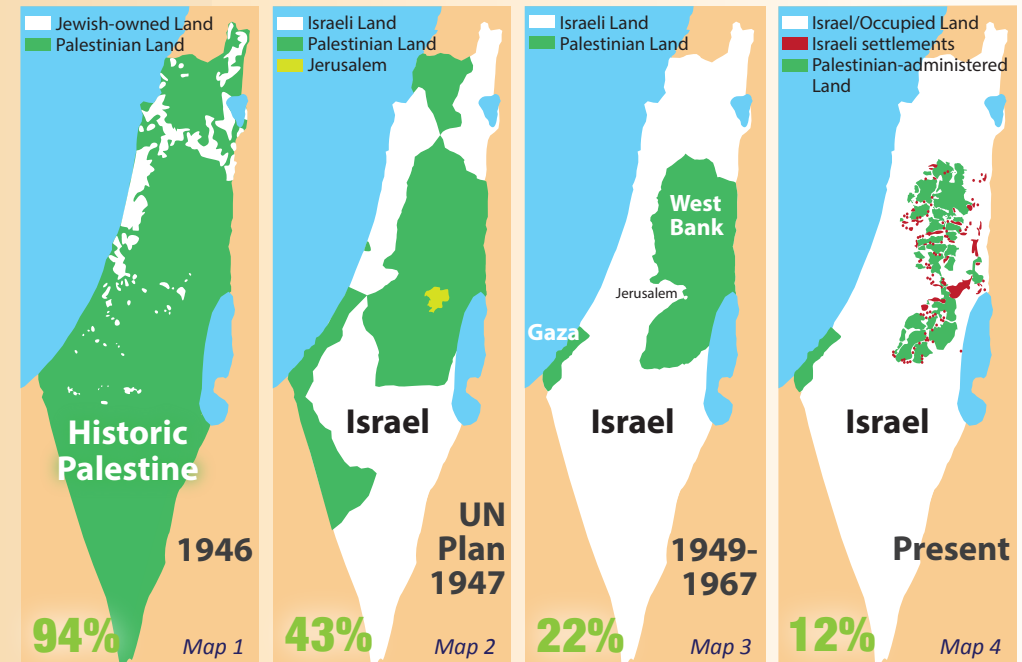 Jewish-owned Land
Palestinian Land
Historic
Palestine
1946
94%
Map 1
Israeli Land
Palestinian Land
Jerusalem
Israel
UN
Plan
1947
43%
Map 2
Israeli Land
Palestinian Land
West
Bank
Jerusalem
Gaza
Israel
1949-
1967
22%
Map 3
Israel/Occupied Land
Israeli settlements
Palestinian-administered
Land
Israel
Present
12%
Map 4